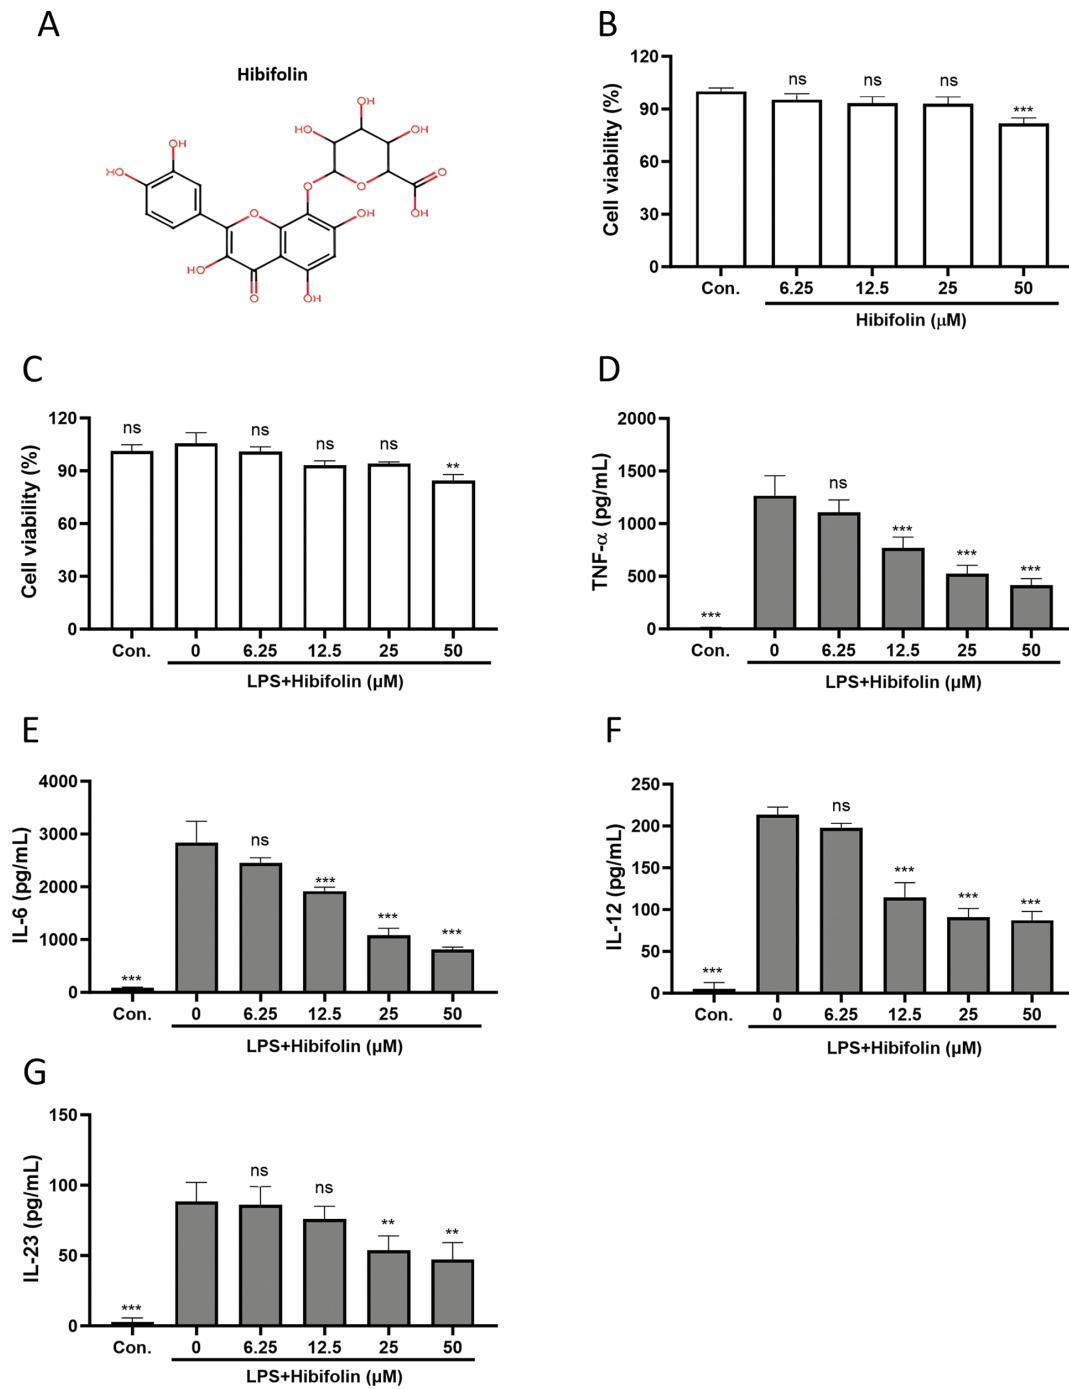 A
Hibifolin
OH
HO
OH
OH
HO
O
O
O
OH
O
OH
HO
O
OH
B
Cell viability (%)
120
90
60
30
0
ns
ns
ns
***
Con.
6.25
12.5
25
50
Hibifolin (μM)
C
Cell viability (%)
120
90
60
30
0
ns
ns
ns
ns
**
Con.
0
6.25
12.5
25
50
LPS+Hibifolin (μM)
D
TNF-α (pg/mL)
2000
1500
1000
500
0
***
ns
***
***
***
Con.
0
6.25
12.5
25
50
LPS+Hibifolin (μM)
E
IL-6 (pg/mL)
4000
3000
2000
1000
0
***
ns
***
***
***
Con.
0
6.25
12.5
25
50
LPS+Hibifolin (μM)
F
IL-12 (pg/mL)
250
200
150
100
50
0
***
ns
***
***
***
Con.
0
6.25
12.5
25
50
LPS+Hibifolin (μM)
G
IL-23 (pg/mL)
150
100
50
0
***
ns
ns
**
**
Con.
0
6.25
12.5
25
50
LPS+Hibifolin (μM)